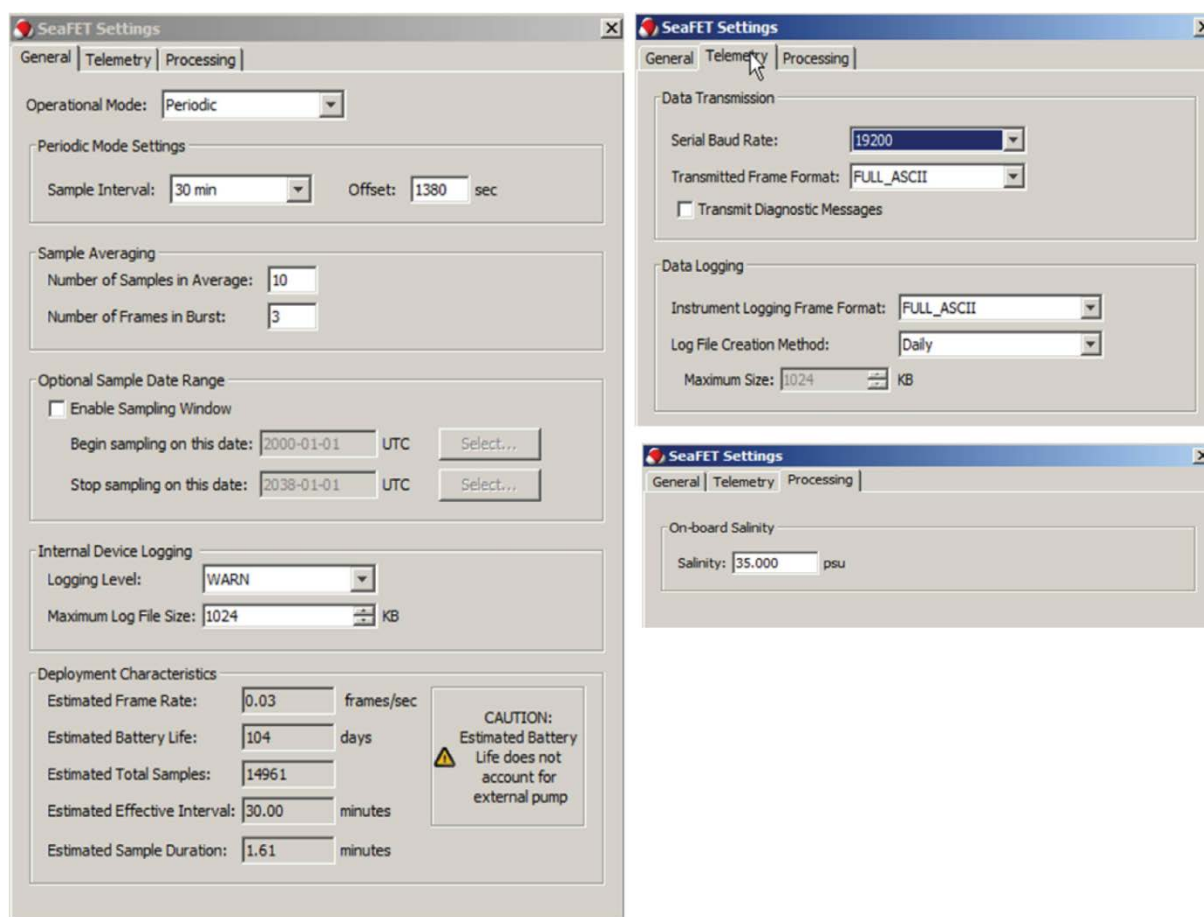 SeaFET Settings
General Telemetry Processing
Operational Mode: Periodic
Periodic Mode Settings
Sample Interval: 30 min Offset: 1380 sec
Sample Averaging
Number of Samples in Average: 10
Number of Frames in Burst: 3
Optional Sample Date Range
Enable Sampling Window
Begin sampling on this date: 2000-01-01 UTC Select...
Stop sampling on this date: 2038-01-01 UTC Select...
Internal Device Logging
Logging Level: WARN
Maximum Log File Size: 1024 KB
Deployment Characteristics
Estimated Frame Rate: 0.03 frames/sec
Estimated Battery Life: 104 days
Estimated Total Samples: 14961
Estimated Effective Interval: 30.00 minutes
Estimated Sample Duration: 1.61 minutes
CAUTION:
Estimated Battery
Life does not
account for
external pump
SeaFET Settings
General Telemetry Processing
Data Transmission
Serial Baud Rate: 19200
Transmitted Frame Format: FULL_ASCII
Transmit Diagnostic Messages
Data Logging
Instrument Logging Frame Format: FULL_ASCII
Log File Creation Method: Daily
Maximum Size: 1024 KB
SeaFET Settings
General Telemetry Processing
On-board Salinity
Salinity: 35.000 psu